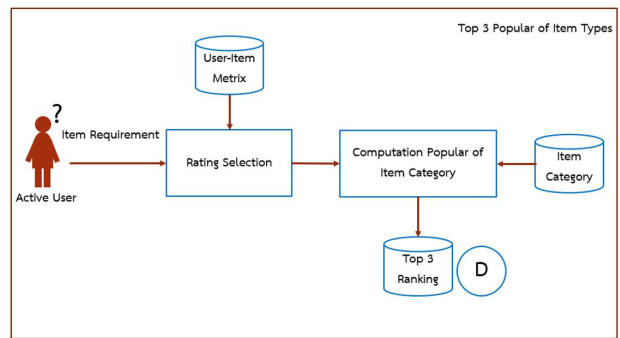 Top 3 Popular of Item Types
User-Item
Metrix
?
Item Requirement
Rating Selection
Computation Popular of
Item Category
Item
Category
Active User
Top 3
Ranking
D